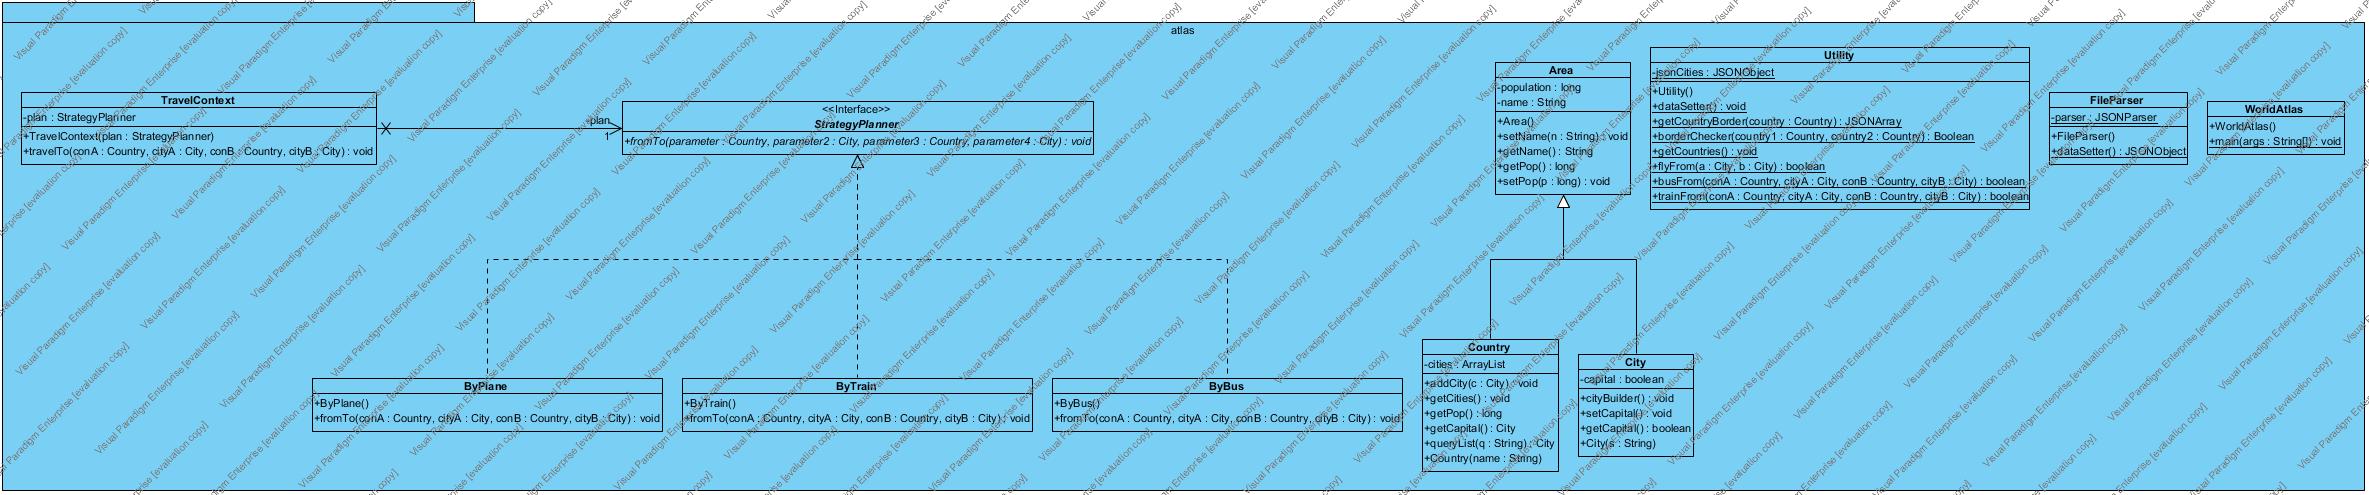 atlas
TravelContext
-plan : StrategyPlanner
+TravelContext(plan : StrategyPlanner)
+travelTo(conA : Country, cityA : City, conB : Country, cityB : City) : void
-plan
1
<<Interface>>
StrategyPlanner
+fromTo(parameter : Country, parameter2 : City, parameter3 : Country, parameter4 : City) : void
Area
-population : long
-name : String
+Area()
+setName(n : String) : void
+getName() : String
+getPop() : long
+setPop(p : long) : void
Utility
-jsonCities : JSONObject
+Utility()
+dataSetter() : void
+getCountryBorder(country : Country) : JSONArray
+borderChecker(country1 : Country, country2 : Country) : Boolean
+getCountries() : void
+flyFrom(a : City, b : City) : boolean
+busFrom(conA : Country, cityA : City, conB : Country, cityB : City) : boolean
+trainFrom(conA : Country, cityA : City, conB : Country, cityB : City) : boolean
FileParser
-parser : JSONParser
+FileParser()
+dataSetter() : JSONObject
WorldAtlas
+WorldAtlas()
+main(args : String[]) : void
ByPlane
+ByPlane()
+fromTo(conA : Country, cityA : City, conB : Country, cityB : City) : void
ByTrain
+ByTrain()
+fromTo(conA : Country, cityA : City, conB : Country, cityB : City) : void
ByBus
+ByBus()
+fromTo(conA : Country, cityA : City, conB : Country, cityB : City) : void
Country
-cities : ArrayList
+addCity(c : City) : void
+getCities() : void
+getPop() : long
+getCapital() : City
+queryList(q : String) : City
+Country(name : String)
City
-capital : boolean
+cityBuilder() : void
+setCapital() : void
+getCapital() : boolean
+City(s : String)
Visual Paradigm Enterprise [evaluation copy]